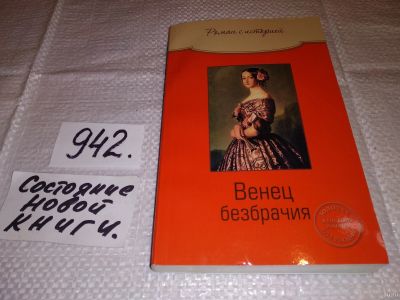 Роман с историей
942.
Состояние
Новой
книги.
Венец
безбрачия